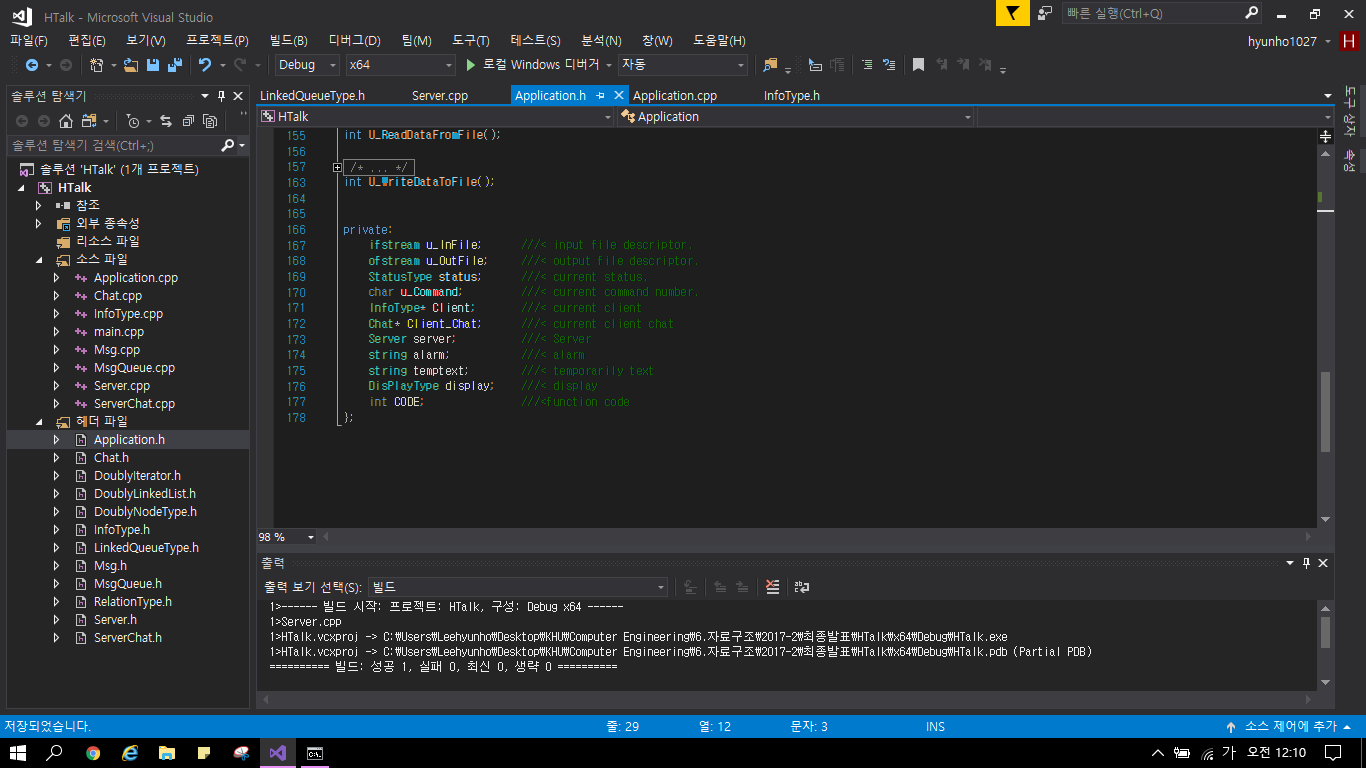 HTalk - Microsoft Visual Studio
빠른 실행(Ctrl+Q)
파일(F) 편집(E) 보기(V) 프로젝트(P) 빌드(B) 디버그(D) 팀(M) 도구(T) 테스트(S) 분석(N) 창(W) 도움말(H)
hyunho1027 H
Debug x64 로컬 Windows 디버거 자동
솔루션 탐색기
솔루션 탐색기 검색(Ctrl+;)
솔루션 'HTalk' (1개 프로젝트)
HTalk
참조
외부 종속성
리소스 파일
소스 파일
Application.cpp
Chat.cpp
InfoType.cpp
main.cpp
Msg.cpp
MsgQueue.cpp
Server.cpp
ServerChat.cpp
헤더 파일
Application.h
Chat.h
DoublyIterator.h
DoublyLinkedList.h
DoublyNodeType.h
InfoType.h
LinkedQueueType.h
Msg.h
MsgQueue.h
RelationType.h
Server.h
ServerChat.h
LinkedQueueType.h Server.cpp Application.h Application.cpp InfoType.h
HTalk Application
155 int U_ReadDataFromFile();
156
157 /* ... */
163 int U_WriteDataToFile();
164
165
166 private:
167 ifstream u_InFile; ///< input file descriptor.
168 ofstream u_OutFile; ///< output file descriptor.
169 StatusType status; ///< current status.
170 char u_Command; ///< current command number.
171 InfoType* Client; ///< current client
172 Chat* Client_Chat; ///< current client chat
173 Server server; ///< Server
174 string alarm; ///< alarm
175 string temptext; ///< temporarily text
176 DisPlayType display; ///< display
177 int CODE; ///<function code
178 };
98 %
도구 상자
속성
출력
출력 보기 선택(S): 빌드
1>------ 빌드 시작: 프로젝트: HTalk, 구성: Debug x64 ------
1>Server.cpp
1>HTalk.vcxproj -> C:₩Users₩Leehyunho₩Desktop₩KHU₩Computer Engineering₩6.자료구조₩2017-2₩최종발표₩HTalk₩x64₩Debug₩HTalk.exe
1>HTalk.vcxproj -> C:₩Users₩Leehyunho₩Desktop₩KHU₩Computer Engineering₩6.자료구조₩2017-2₩최종발표₩HTalk₩x64₩Debug₩HTalk.pdb (Partial PDB)
========== 빌드: 성공 1, 실패 0, 최신 0, 생략 0 ==========
저장되었습니다. 줄: 29 열: 12 문자: 3 INS 소스 제어에 추가
가 오전 12:10